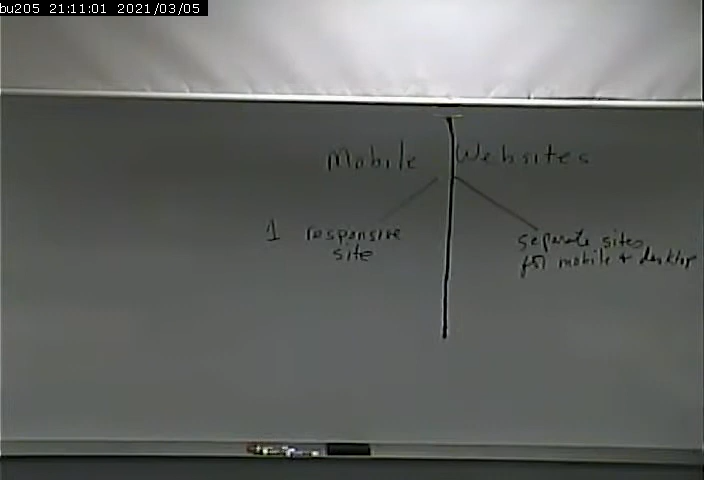 bu205 21:11:01 2021/03/05
Mobile Websites
1 responsive
site
separate sites
for mobile + desktop